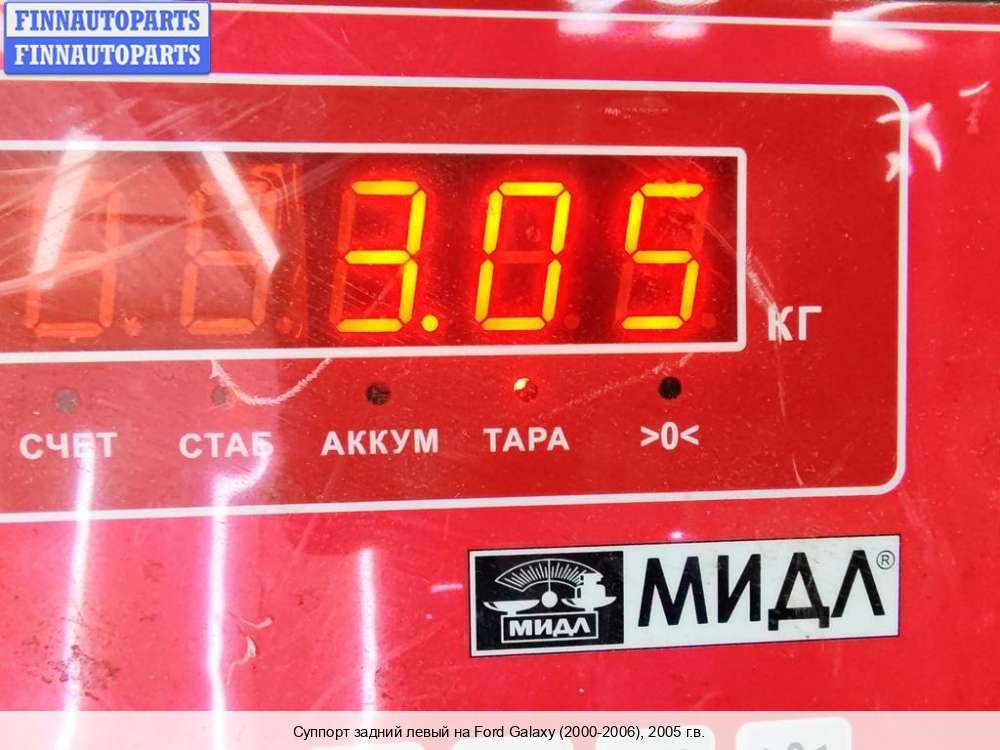 FINNAUTOPARTS
FINNAUTOPARTS
3.05
КГ
СЧЕТ СТАБ АККУМ ТАРА >0<
МИДЛ
МИДЛ®
Суппорт задний левый на Ford Galaxy (2000-2006), 2005 г.в.